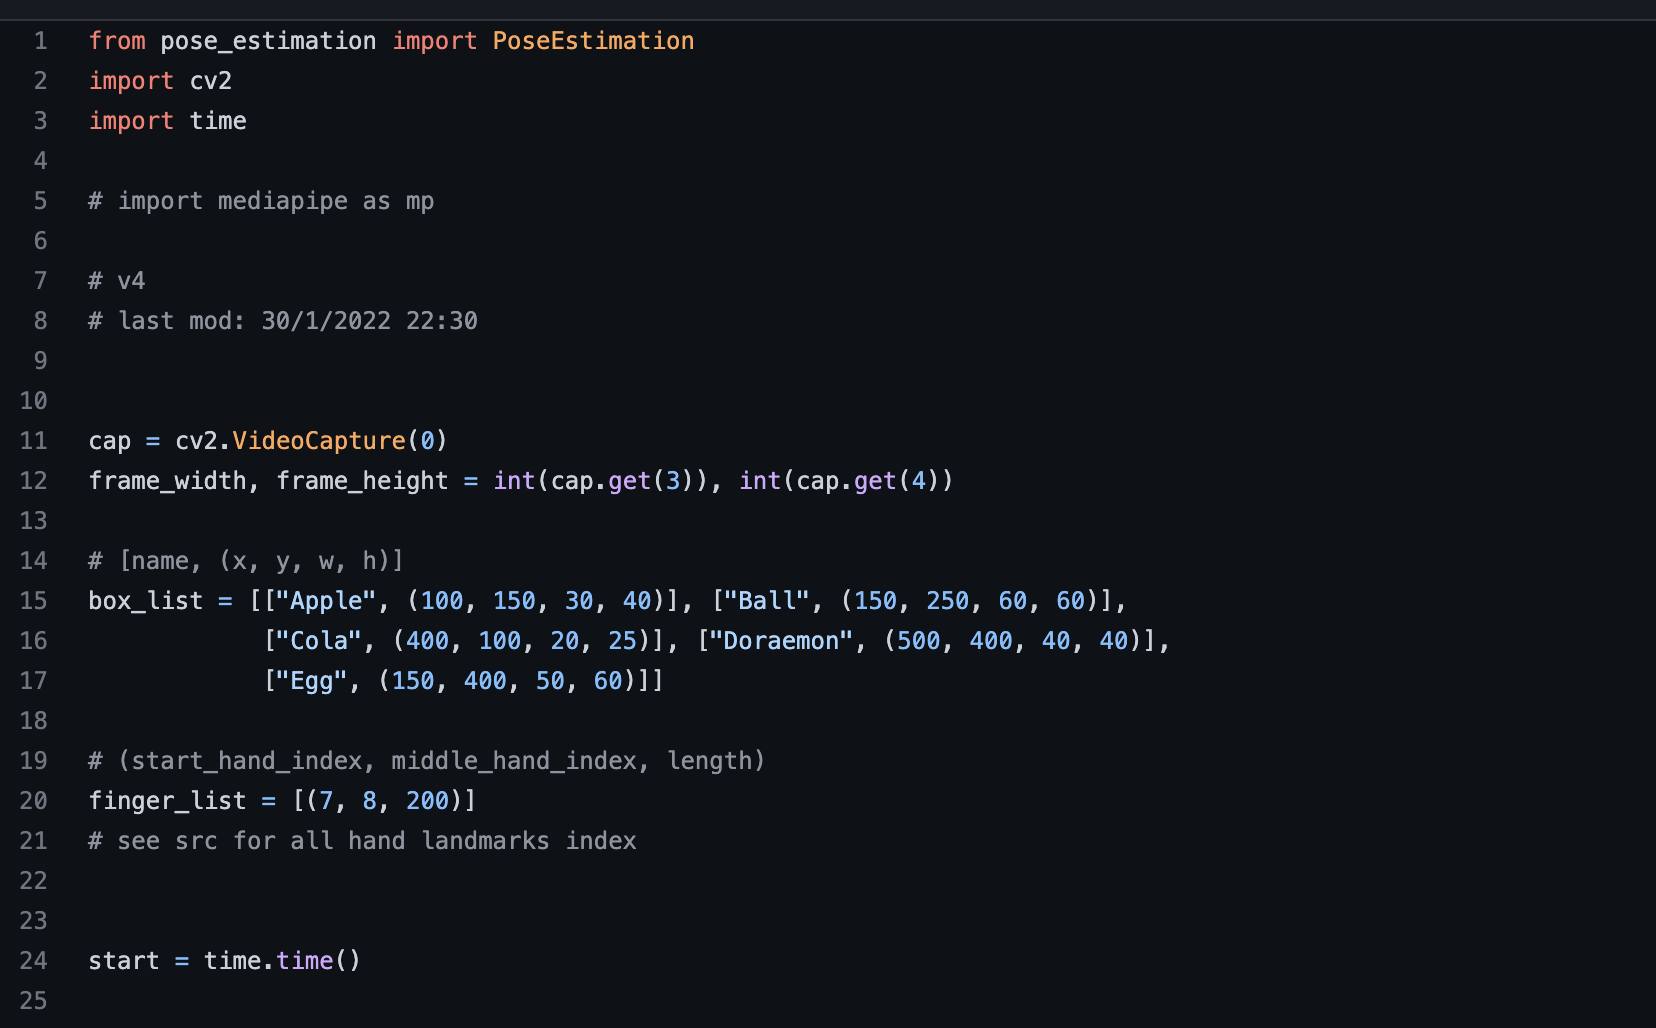 1 from pose_estimation import PoseEstimation
2 import cv2
3 import time
4
5 # import mediapipe as mp
6
7 # v4
8 # last mod: 30/1/2022 22:30
9
10
11 cap = cv2.VideoCapture(0)
12 frame_width, frame_height = int(cap.get(3)), int(cap.get(4))
13
14 # [name, (x, y, w, h)]
15 box_list = [["Apple", (100, 150, 30, 40)], ["Ball", (150, 250, 60, 60)],
16             ["Cola", (400, 100, 20, 25)], ["Doraemon", (500, 400, 40, 40)],
17             ["Egg", (150, 400, 50, 60)]]
18
19 # (start_hand_index, middle_hand_index, length)
20 finger_list = [(7, 8, 200)]
21 # see src for all hand landmarks index
22
23
24 start = time.time()
25